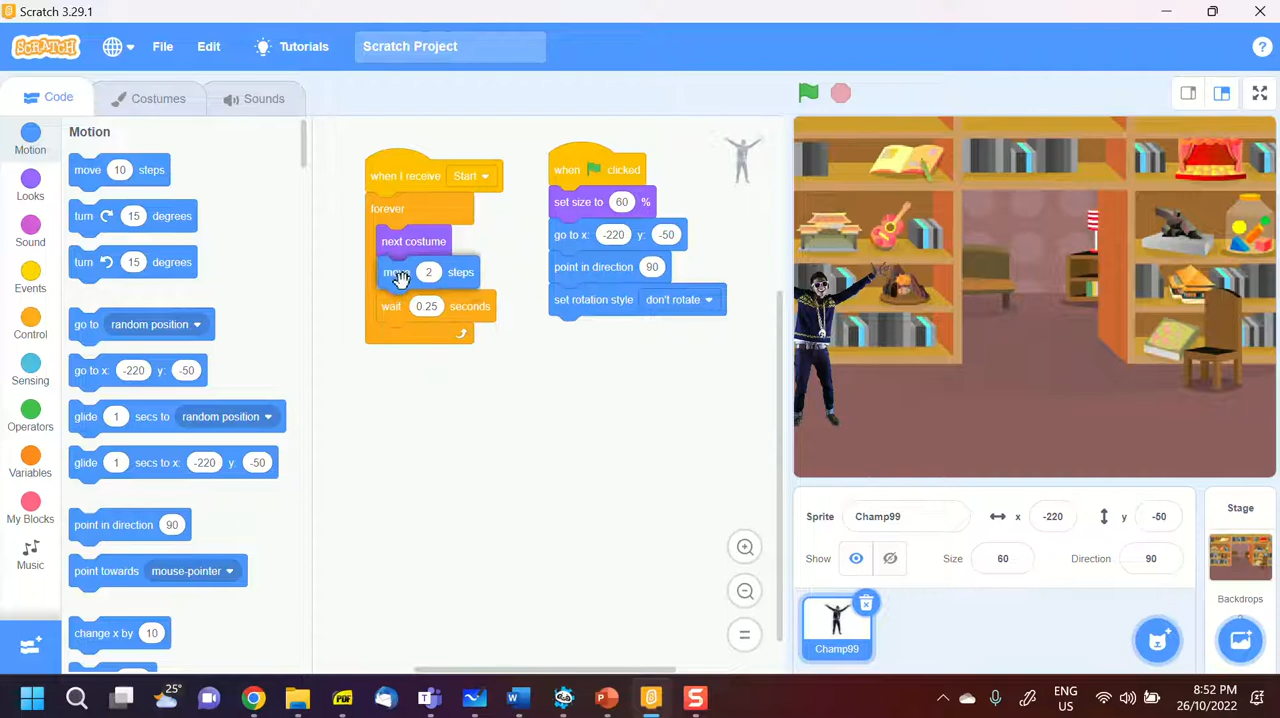 Scratch 3.29.1
SCRATCH
File
Edit
Tutorials
Scratch Project
?
Code
Costumes
Sounds
Motion
Looks
Sound
Events
Control
Sensing
Operators
Variables
My Blocks
Music
Motion
move 10 steps
turn 15 degrees
turn 15 degrees
go to random position
go to x: -220 y: -50
glide 1 secs to random position
glide 1 secs to x: -220 y: -50
point in direction 90
point towards mouse-pointer
change x by 10
when I receive Start
forever
next costume
move 2 steps
wait 0.25 seconds
when clicked
set size to 60 %
go to x: -220 y: -50
point in direction 90
set rotation style don't rotate
Sprite Champ99 x -220 y -50
Show Size 60 Direction 90
Champ99
Stage
Backdrops
25°
PDF
ENG
US
8:52 PM
26/10/2022